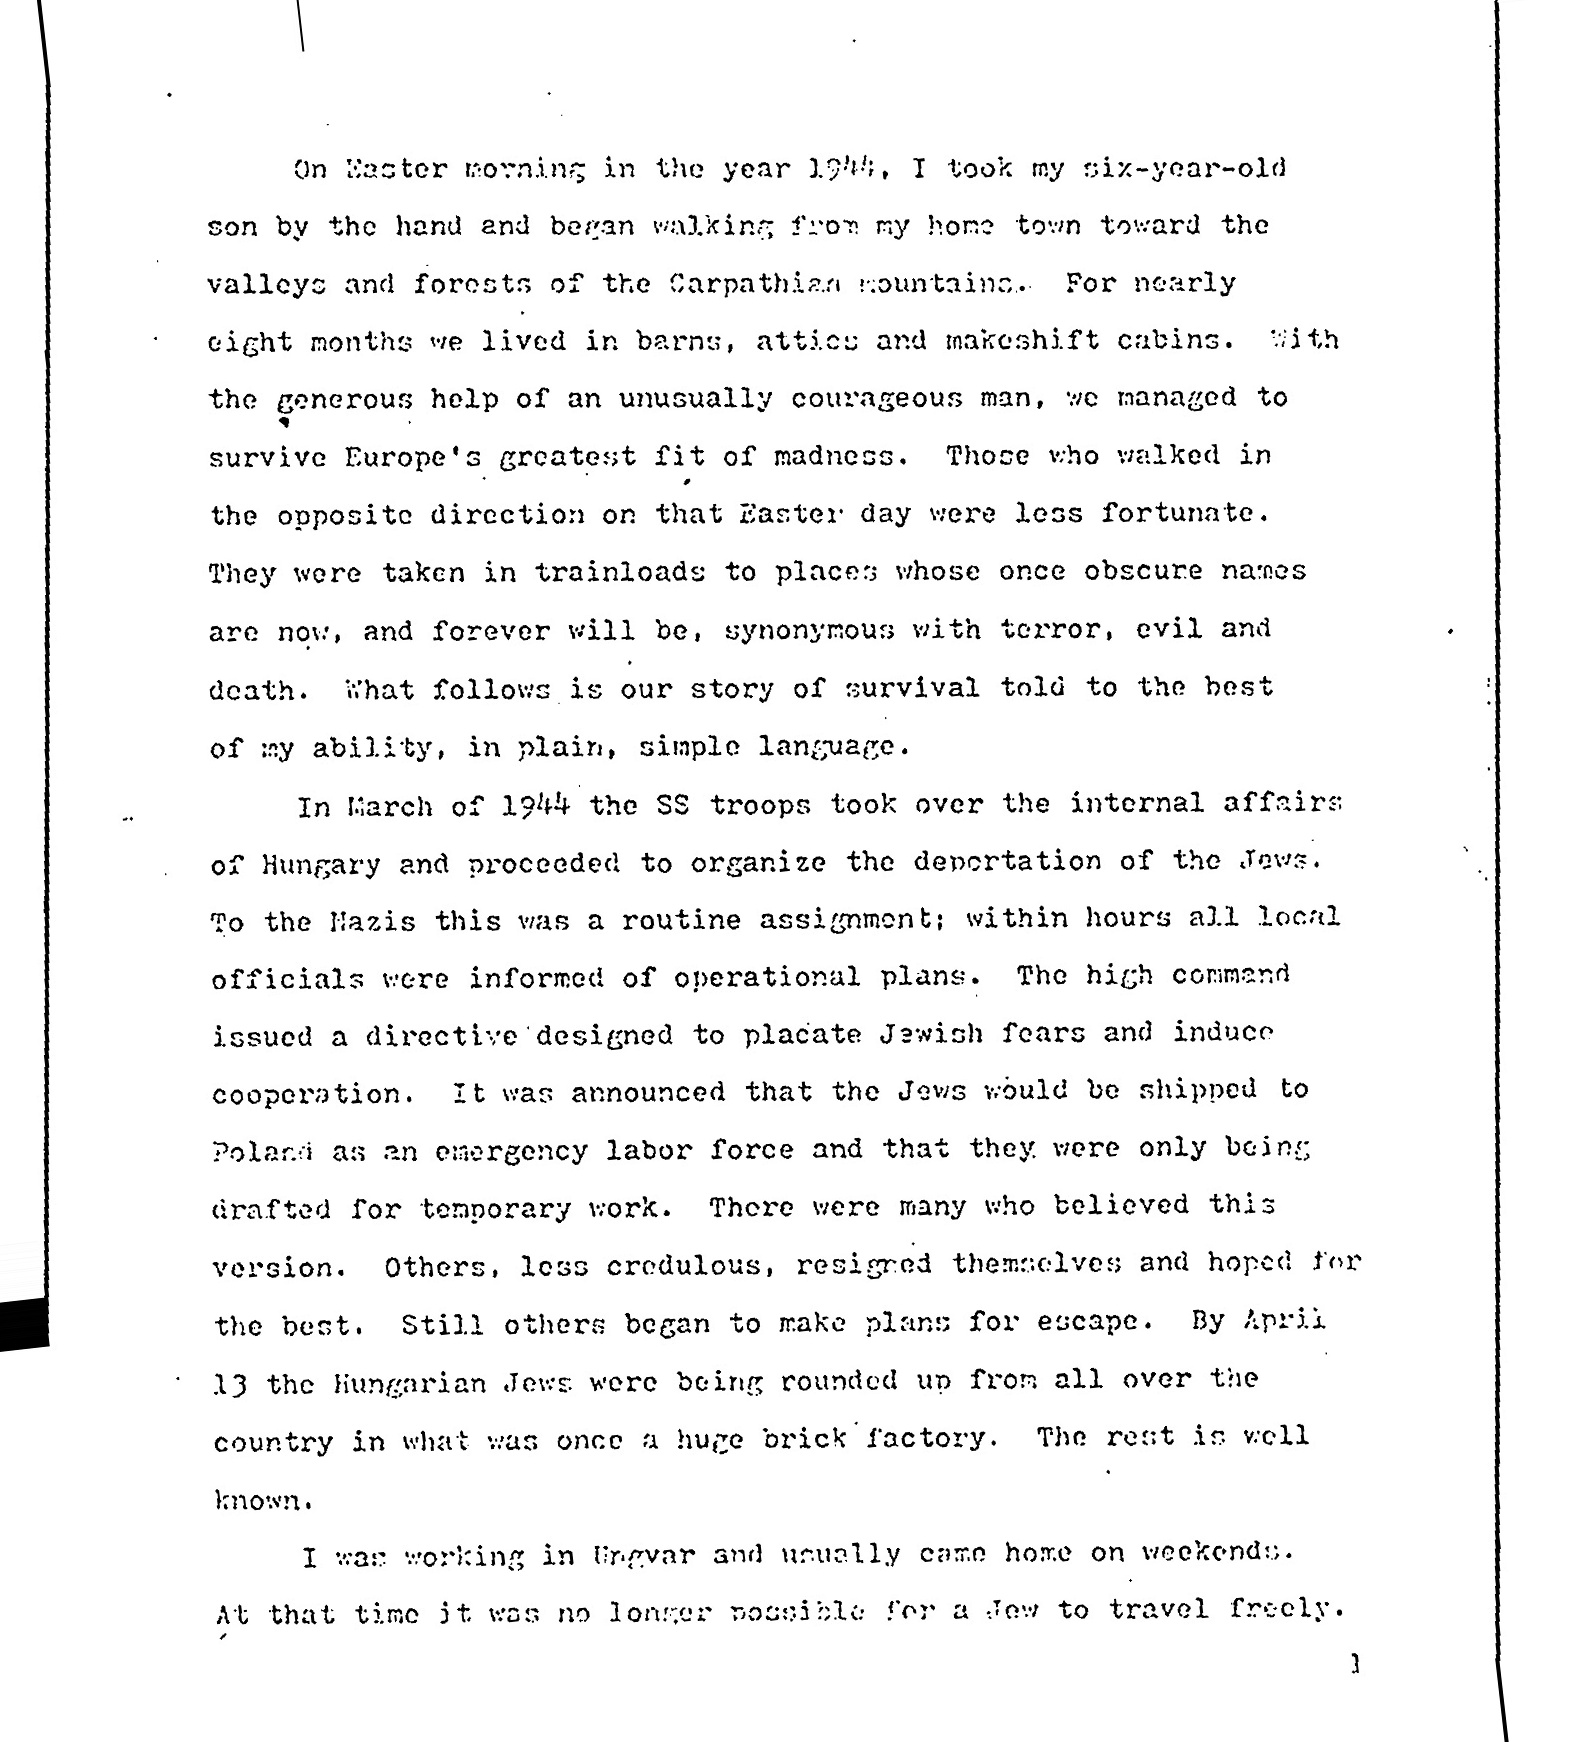 On Easter morning in the year 1944, I took my six-year-old
son by the hand and began walking from my home town toward the
valleys and forests of the Carpathian mountains. For nearly
eight months we lived in barns, attics and makeshift cabins. With
the generous help of an unusually courageous man, we managed to
survive Europe's greatest fit of madness. Those who walked in
the opposite direction on that Easter day were less fortunate.
They were taken in trainloads to places whose once obscure names
are now, and forever will be, synonymous with terror, evil and
death. What follows is our story of survival told to the best
of my ability, in plain, simple language.
In March of 1944 the SS troops took over the internal affairs
of Hungary and proceeded to organize the deportation of the Jews.
To the Nazis this was a routine assignment; within hours all local
officials were informed of operational plans. The high command
issued a directive designed to placate Jewish fears and induce
cooperation. It was announced that the Jews would be shipped to
Poland as an emergency labor force and that they were only being
drafted for temporary work. There were many who believed this
version. Others, less credulous, resigned themselves and hoped for
the best. Still others began to make plans for escape. By April
13 the Hungarian Jews were being rounded up from all over the
country in what was once a huge brick factory. The rest is well
known.
I was working in Ungvar and usually came home on weekends.
At that time it was no longer possible for a Jew to travel freely.
1